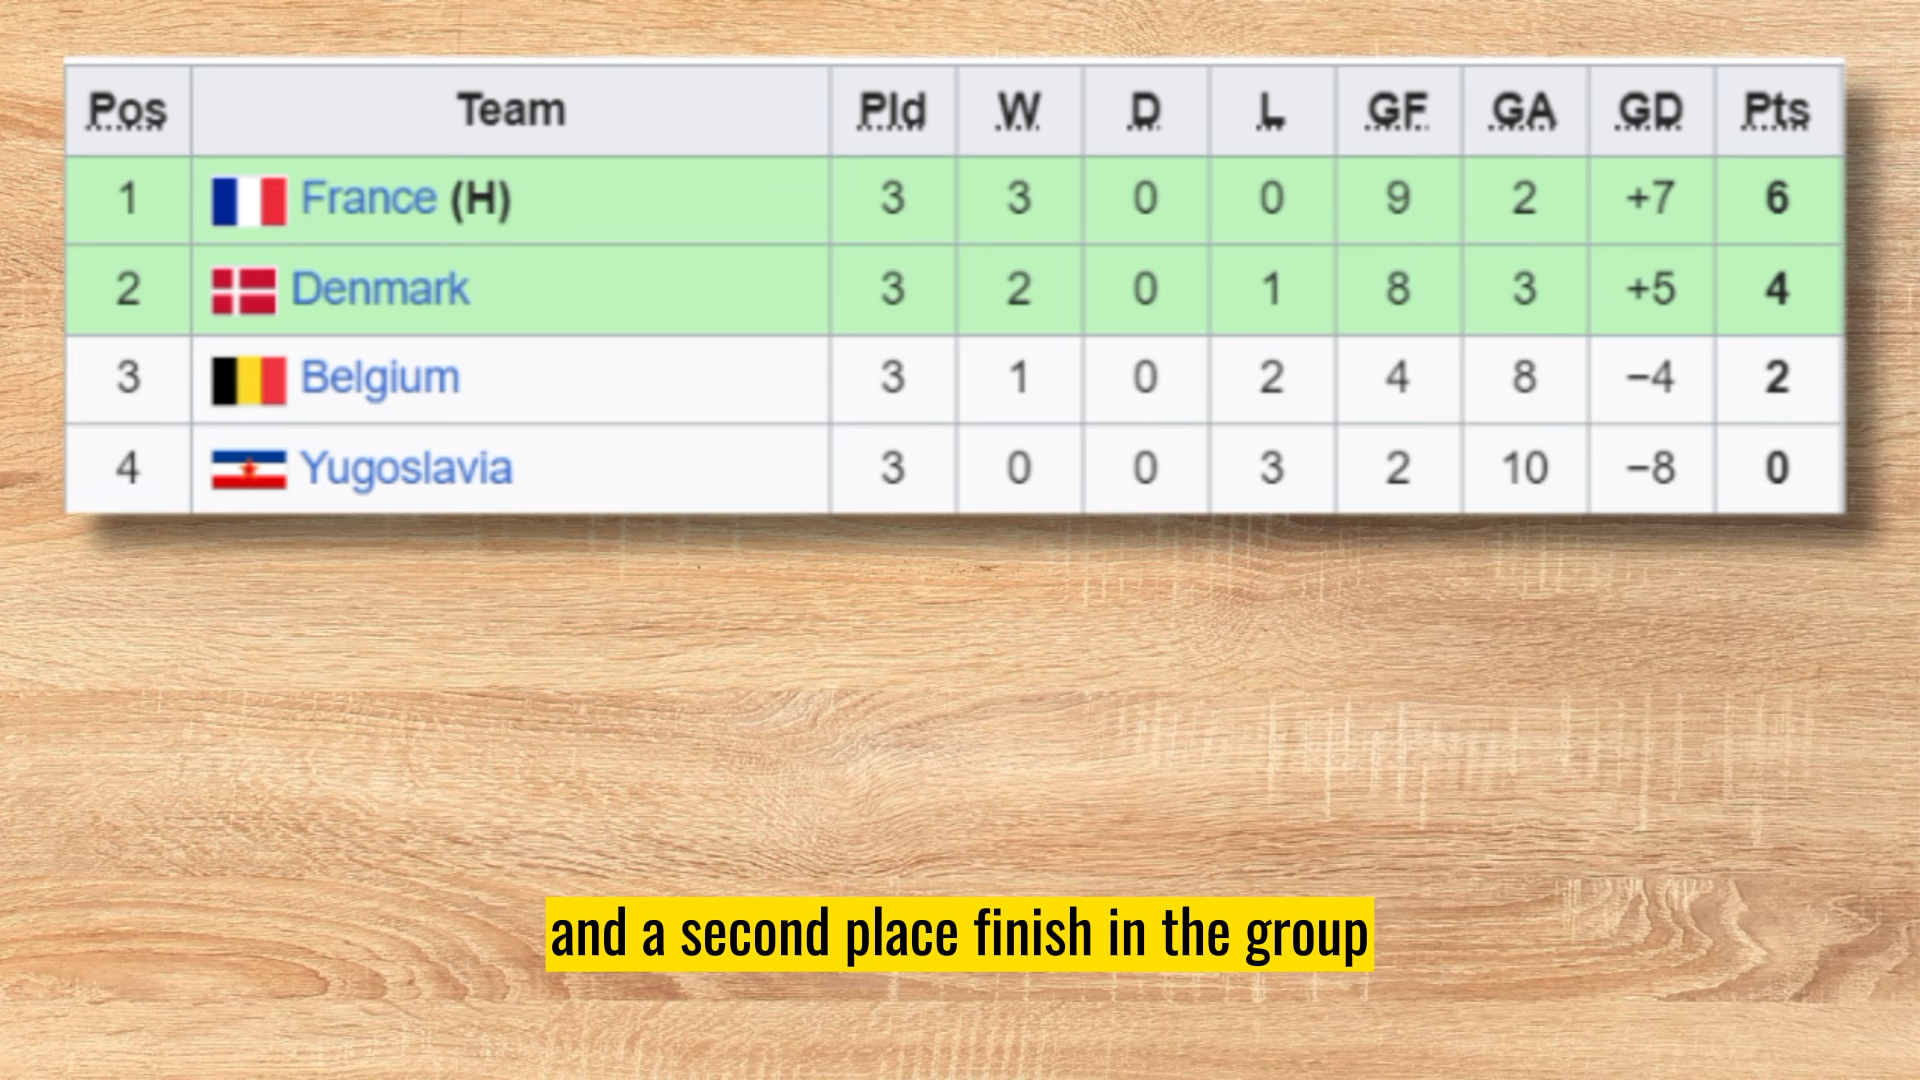 Pos Team Pld W D L GF GA GD Pts
1 France (H) 3 3 0 0 9 2 +7 6
2 Denmark 3 2 0 1 8 3 +5 4
3 Belgium 3 1 0 2 4 8 −4 2
4 Yugoslavia 3 0 0 3 2 10 −8 0
and a second place finish in the group